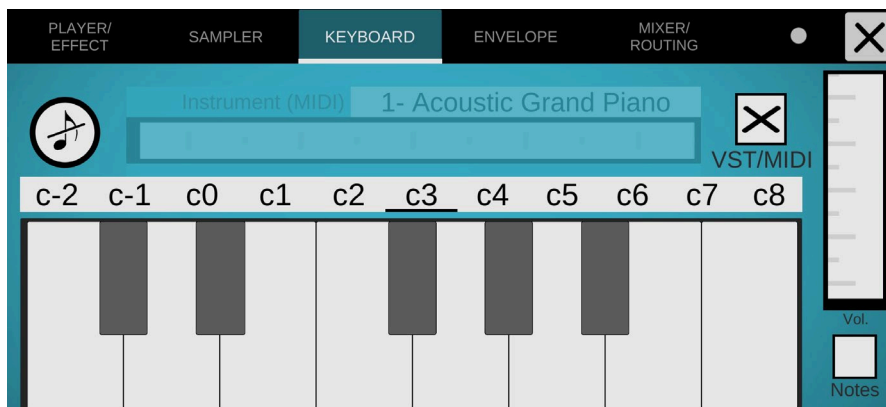 PLAYER/ SAMPLER KEYBOARD ENVELOPE MIXER/
EFFECT ROUTING
Instrument (MIDI) 1- Acoustic Grand Piano
VST/MIDI
c-2 c-1 c0 c1 c2 c3 c4 c5 c6 c7 c8
Vol.
Notes